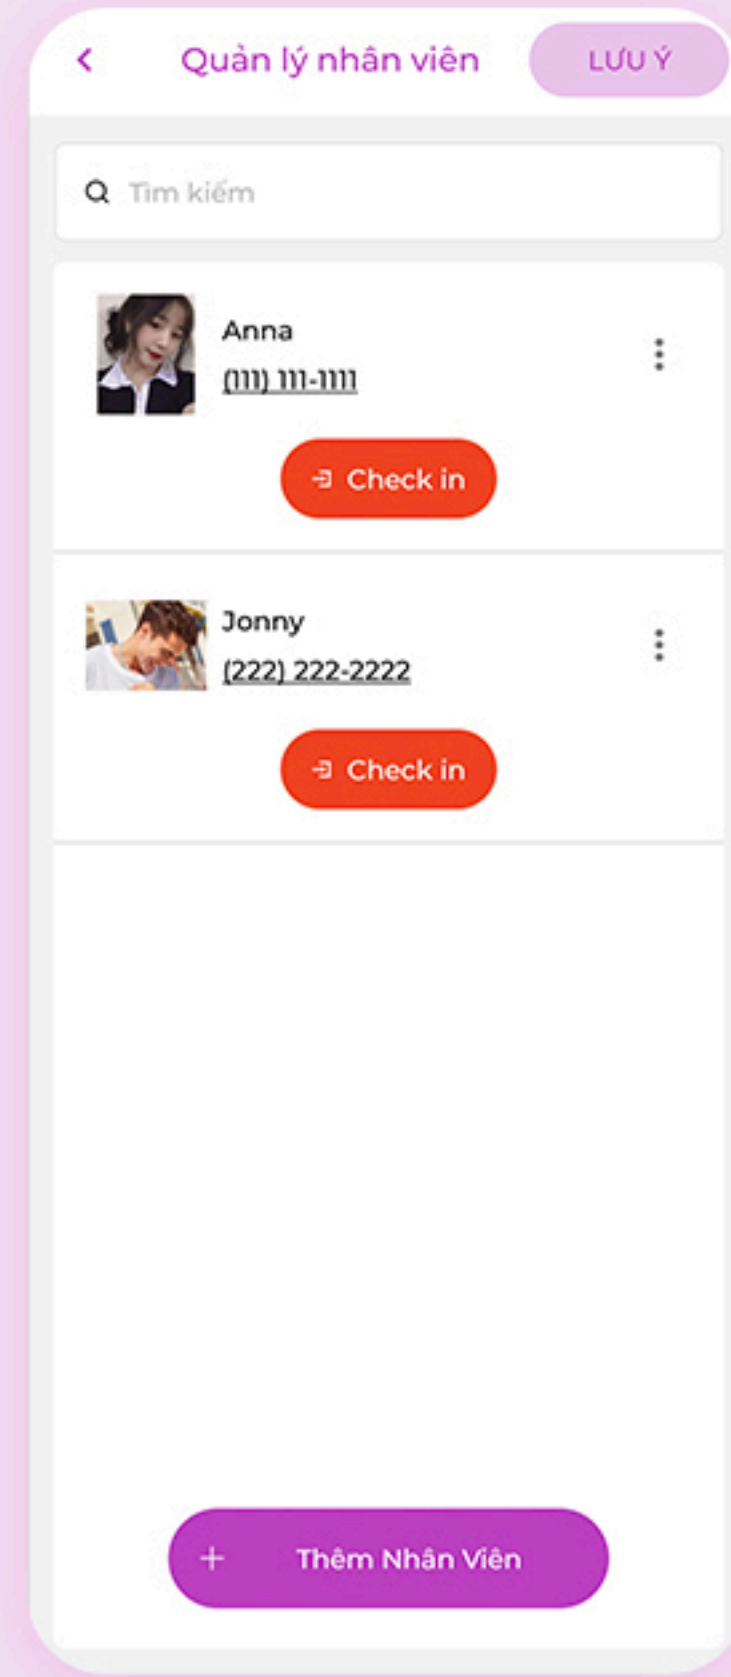 Quản lý nhân viên
LƯU Ý
Tìm kiếm
Anna
(111) 111-1111
Check in
Jonny
(222) 222-2222
Check in
Thêm Nhân Viên